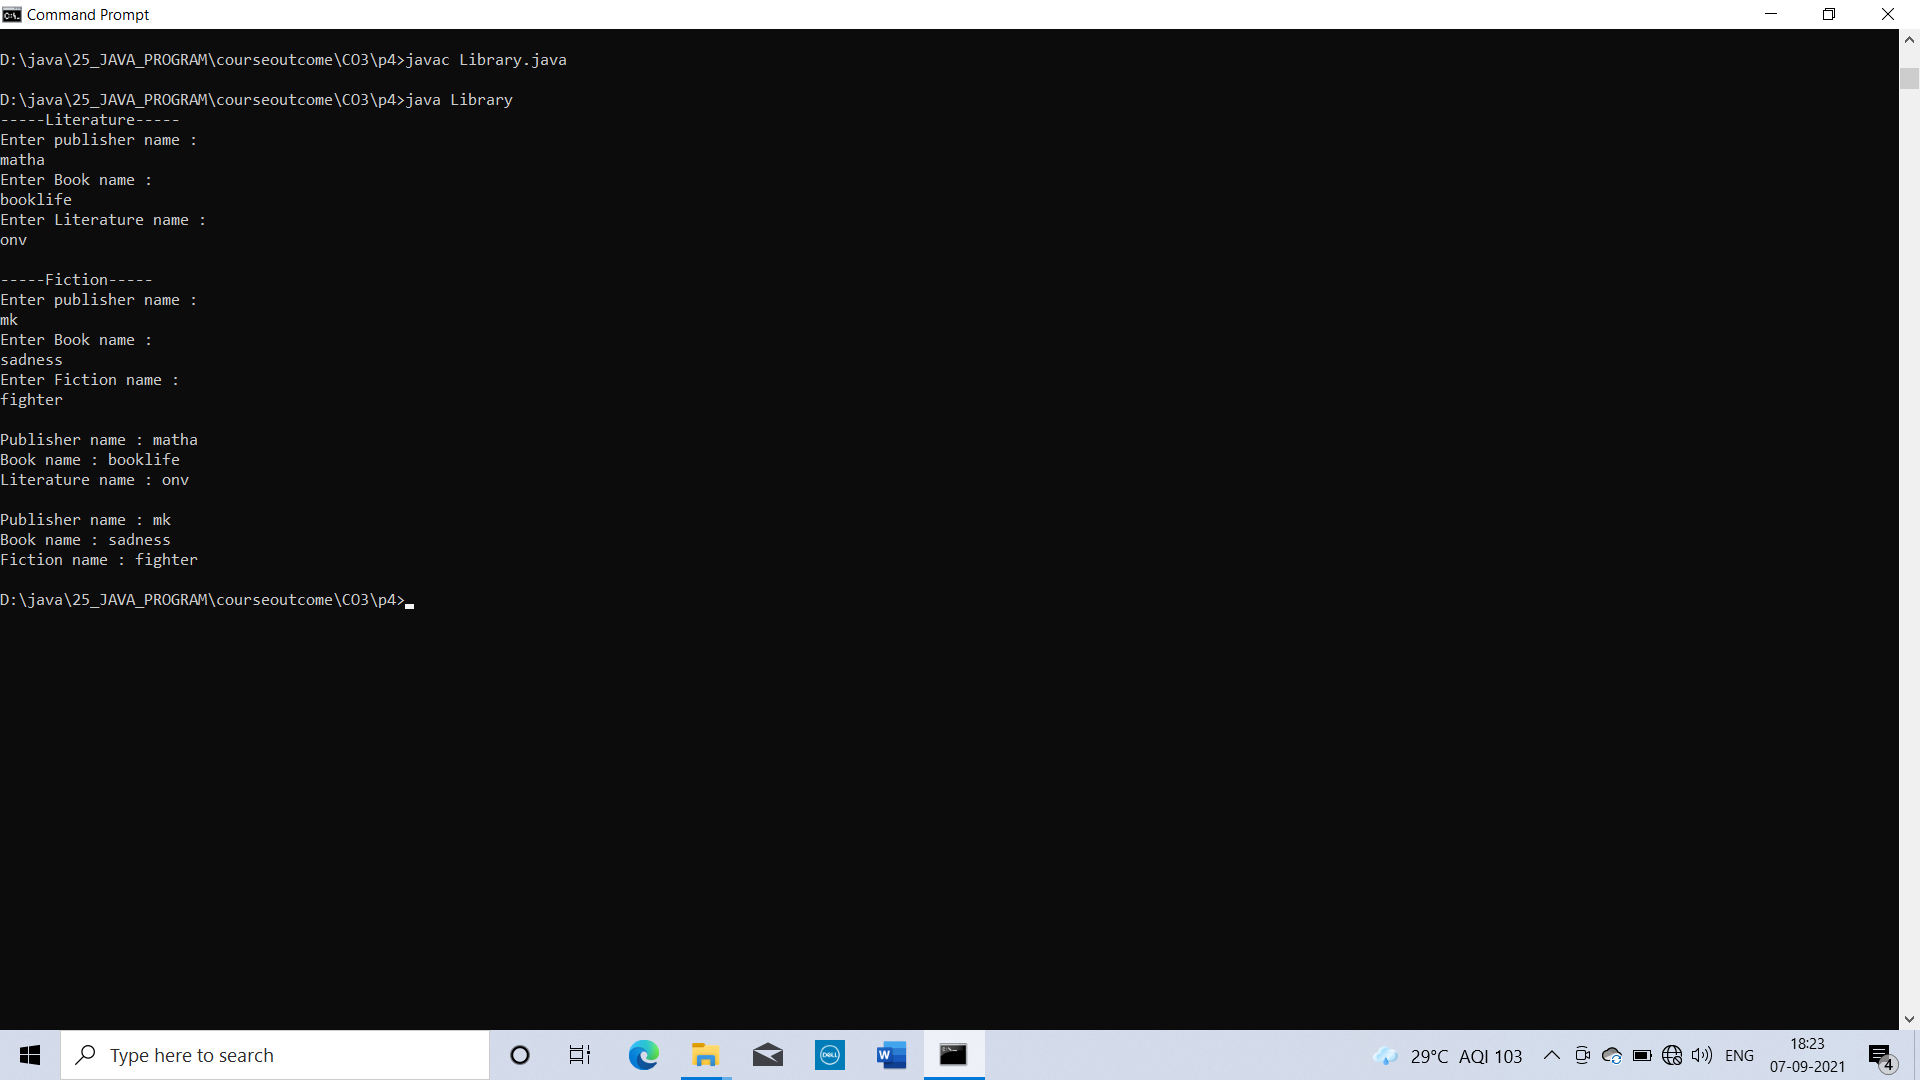 Command Prompt
D:\java\25_JAVA_PROGRAM\courseoutcome\CO3\p4>javac Library.java
D:\java\25_JAVA_PROGRAM\courseoutcome\CO3\p4>java Library
-----Literature-----
Enter publisher name :
matha
Enter Book name :
booklife
Enter Literature name :
onv
-----Fiction-----
Enter publisher name :
mk
Enter Book name :
sadness
Enter Fiction name :
fighter
Publisher name : matha
Book name : booklife
Literature name : onv
Publisher name : mk
Book name : sadness
Fiction name : fighter
D:\java\25_JAVA_PROGRAM\courseoutcome\CO3\p4>
Type here to search
DELL
W
29°C AQI 103
ENG
18:23
07-09-2021
4